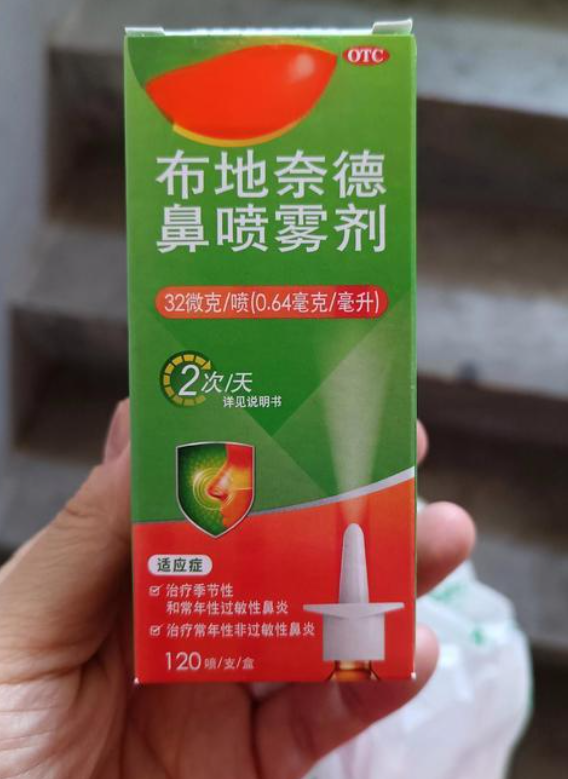 OTC
布地奈德
鼻喷雾剂
32微克/喷(0.64毫克/毫升)
2次/天
详见说明书
适应症
治疗季节性
和常年性过敏性鼻炎
治疗常年性非过敏性鼻炎
120喷/支/盒